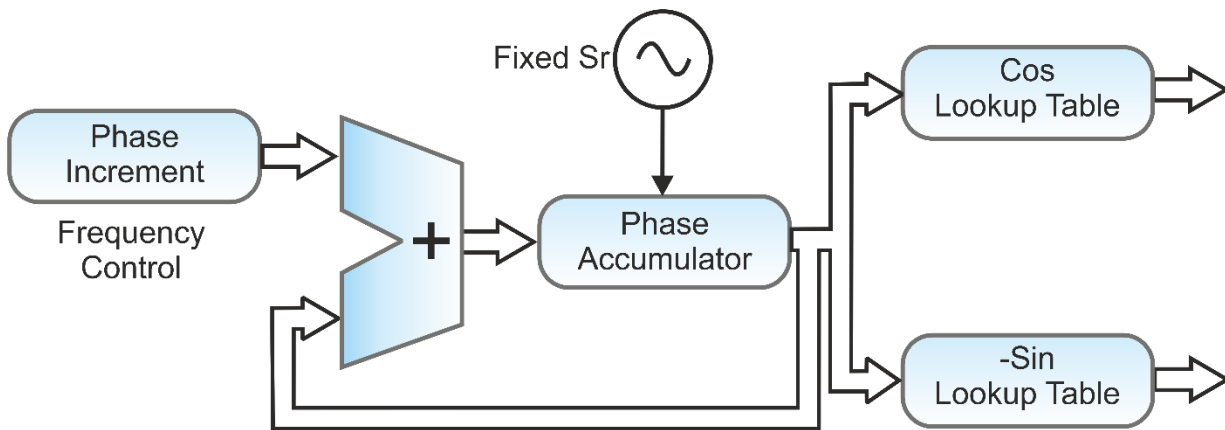 Fixed Sr
Cos
Lookup Table
Phase
Increment
Frequency
Control
+
Phase
Accumulator
-Sin
Lookup Table